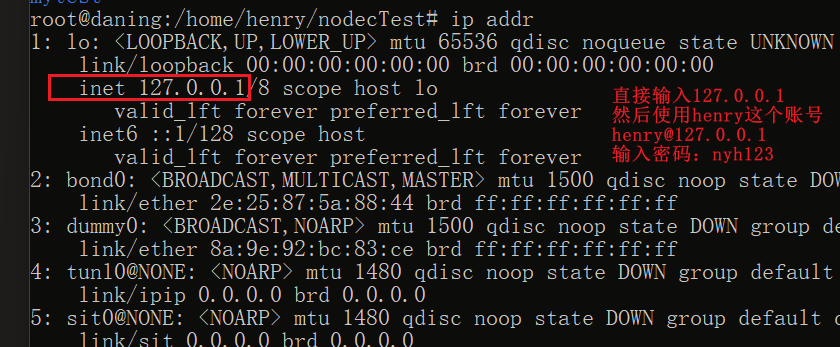 mytest
root@daning:/home/henry/nodecTest# ip addr
1: lo: <LOOPBACK,UP,LOWER_UP> mtu 65536 qdisc noqueue state UNKNOWN
link/loopback 00:00:00:00:00:00 brd 00:00:00:00:00:00
inet 127.0.0.1/8 scope host lo
直接输入127.0.0.1
然后使用henry这个账号
valid_lft forever preferred_lft forever
henry@127.0.0.1
inet6 ::1/128 scope host
输入密码：nyh123
valid_lft forever preferred_lft forever
2: bond0: <BROADCAST,MULTICAST,MASTER> mtu 1500 qdisc noop state DOW
link/ether 2e:25:87:5a:88:44 brd ff:ff:ff:ff:ff:ff
3: dummy0: <BROADCAST,NOARP> mtu 1500 qdisc noop state DOWN group de
link/ether 8a:9e:92:bc:83:ce brd ff:ff:ff:ff:ff:ff
4: tunl0@NONE: <NOARP> mtu 1480 qdisc noop state DOWN group default
link/ipip 0.0.0.0 brd 0.0.0.0
5: sit0@NONE: <NOARP> mtu 1480 qdisc noop state DOWN group default q
link/sit 0.0.0.0 brd 0.0.0.0